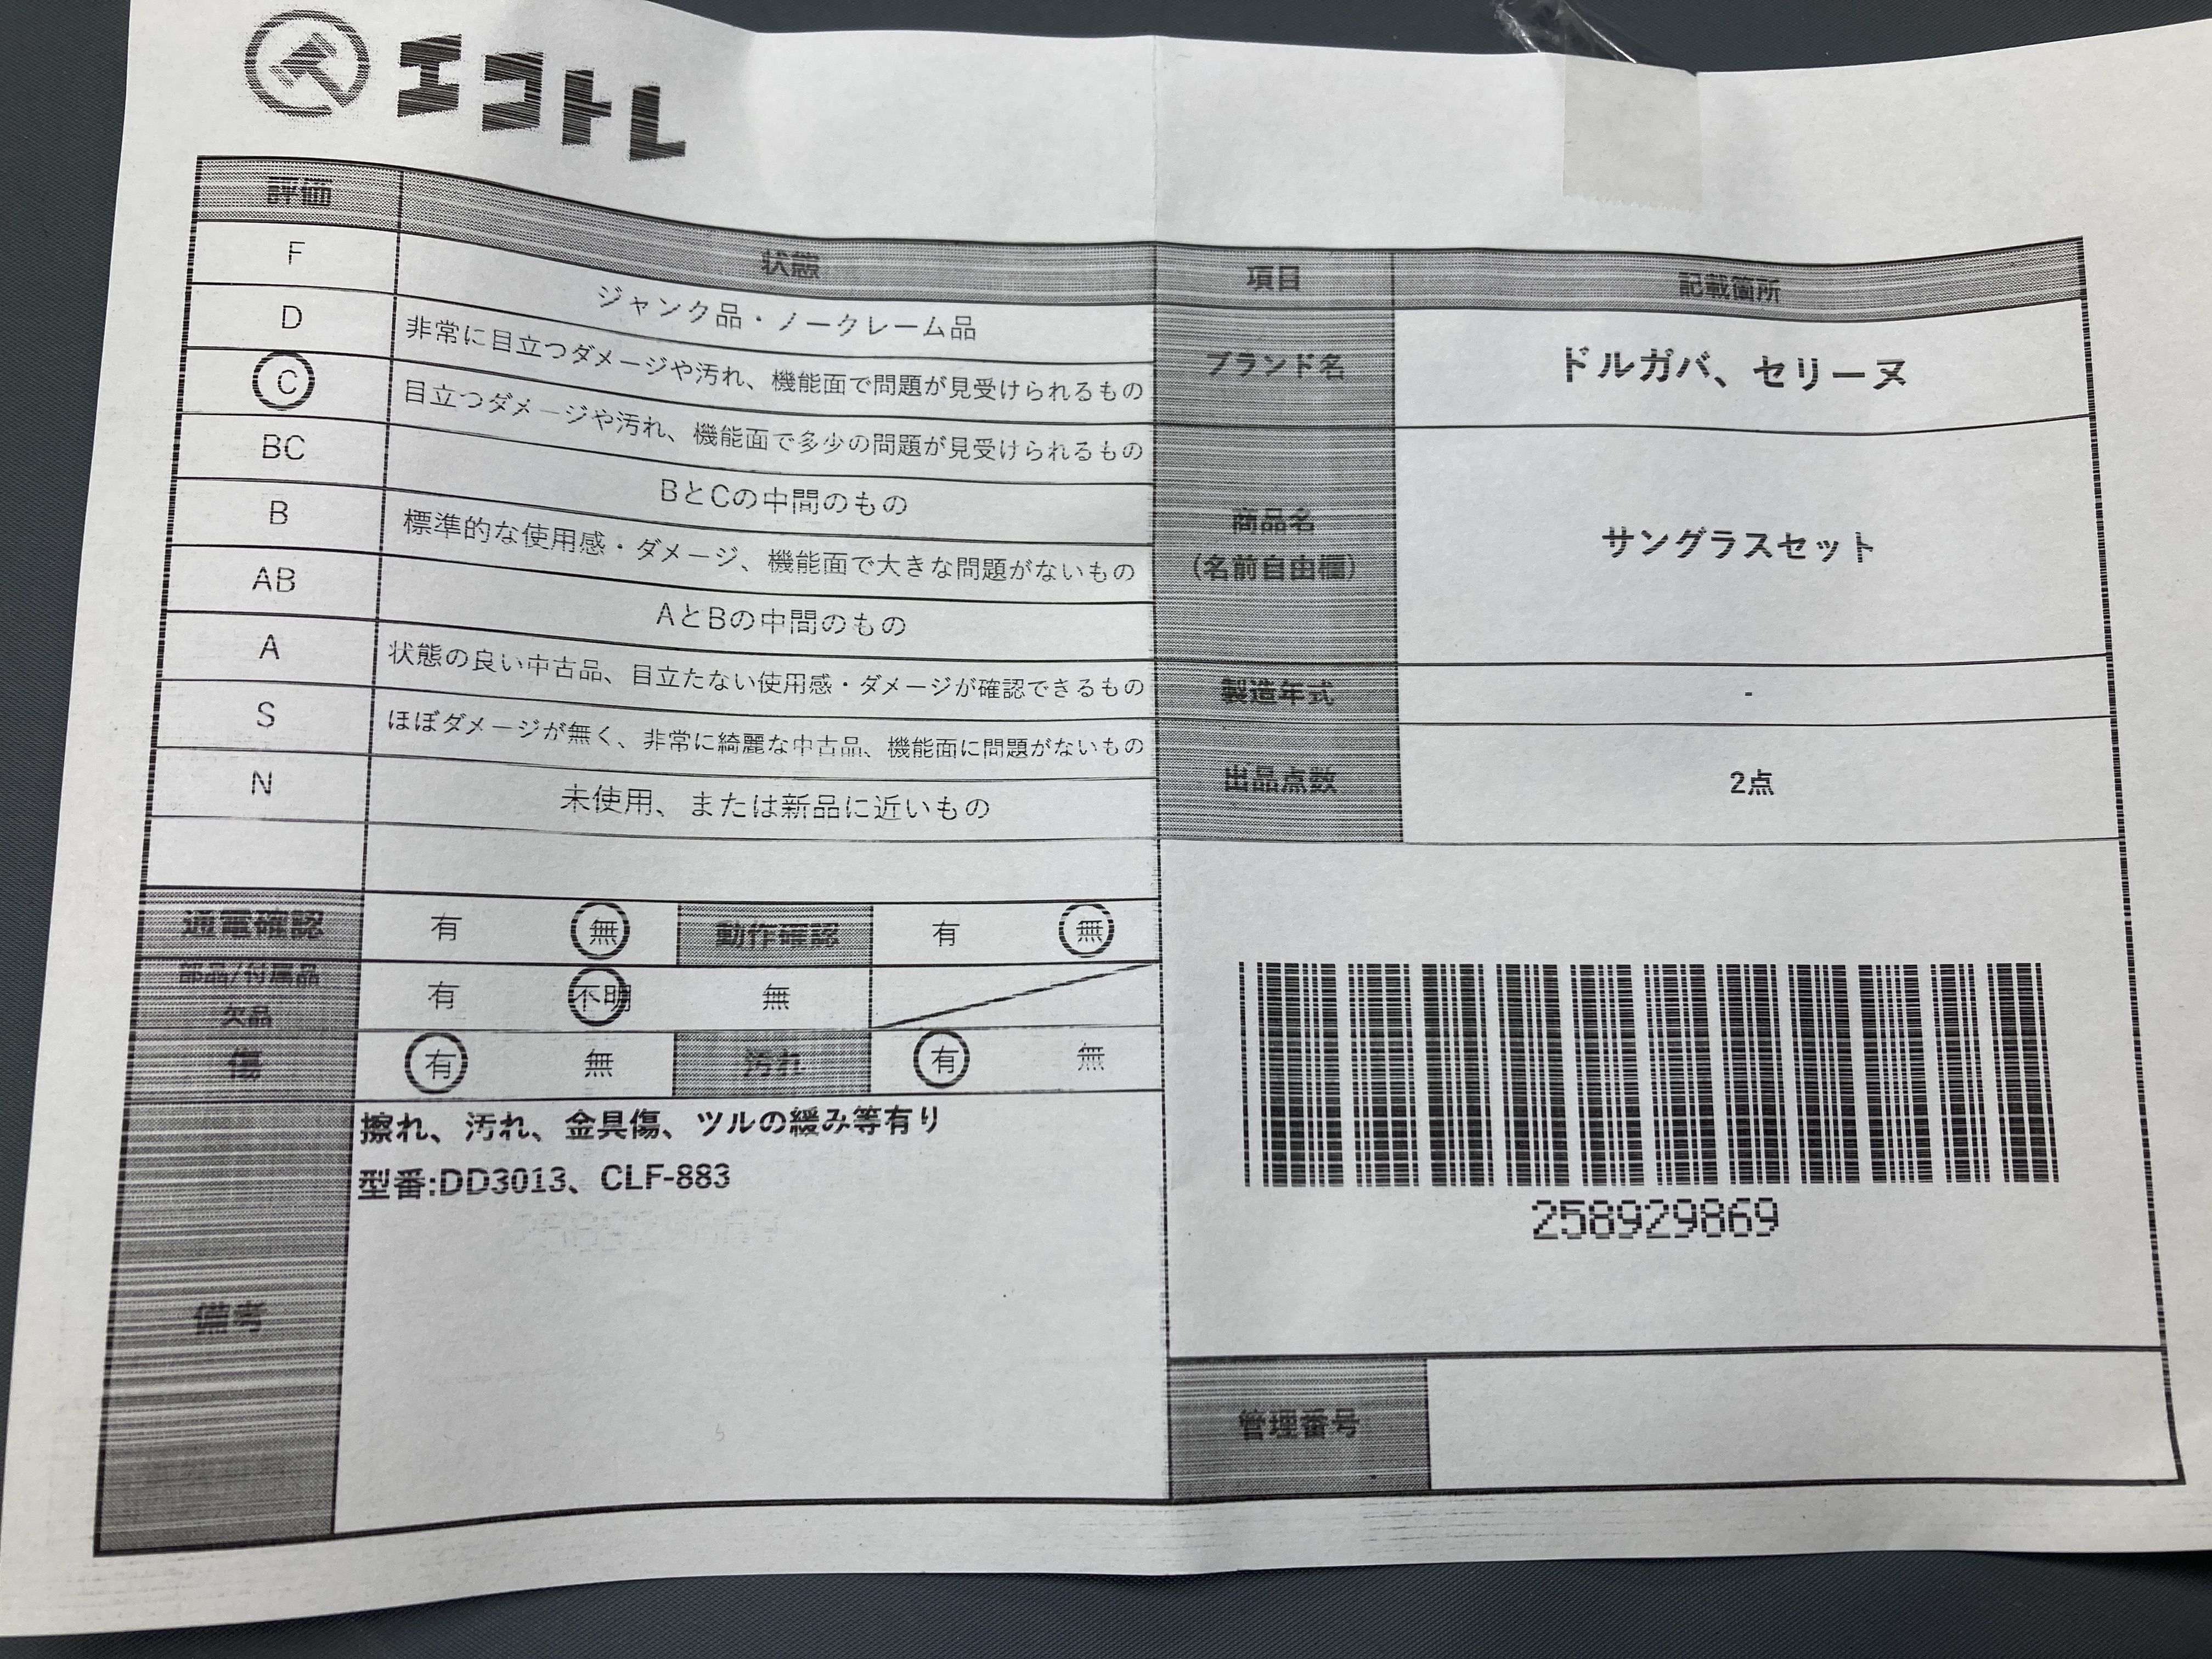 エコトレ
評価 状態
F ジャンク品・ノークレーム品
D 非常に目立つダメージや汚れ、機能面で問題が見受けられるもの
C 目立つダメージや汚れ、機能面で多少の問題が見受けられるもの
BC BとCの中間のもの
B 標準的な使用感・ダメージ、機能面で大きな問題がないもの
AB AとBの中間のもの
A 状態の良い中古品、目立たない使用感・ダメージが確認できるもの
S ほぼダメージが無く、非常に綺麗な中古品、機能面に問題がないもの
N 未使用、または新品に近いもの
通電確認 有 無 動作確認 有 無
部品/付属品
欠品 有 不明 無
傷 有 無 汚れ 有 無
備考
擦れ、汚れ、金具傷、ツルの緩み等有り
型番:DD3013、CLF-883
項目 記載箇所
ブランド名 ドルガバ、セリーヌ
商品名
(名前自由欄) サングラスセット
製造年式 -
出品点数 2点
258929869
管理番号